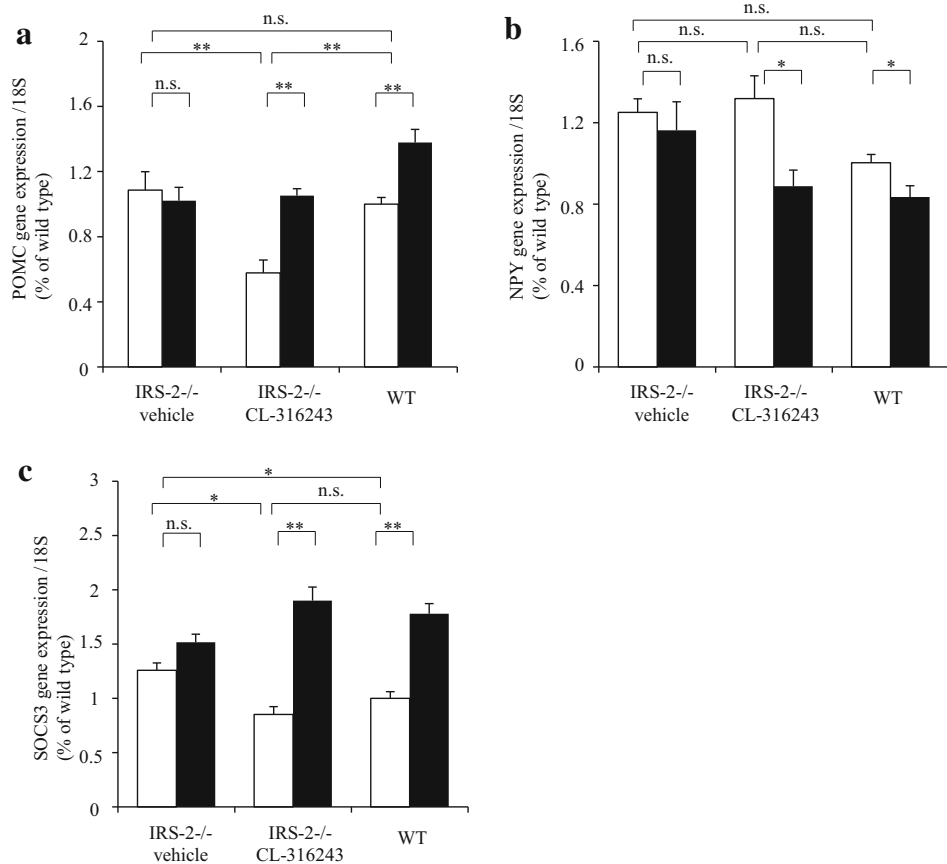 a
n.s.
2
**
**
n.s.
**
**
1.6
1.2
0.8
0.4
0
POMC gene expression /18S
(% of wild type)
IRS-2-/-
vehicle
IRS-2-/-
CL-316243
WT
b
n.s.
1.6
n.s.
n.s.
n.s.
*
*
1.2
0.8
0.4
0
NPY gene expression /18S
(% of wild type)
IRS-2-/-
vehicle
IRS-2-/-
CL-316243
WT
c
*
3
*
n.s.
n.s.
**
**
2.5
2
1.5
1
0.5
0
SOCS3 gene expression /18S
(% of wild type)
IRS-2-/-
vehicle
IRS-2-/-
CL-316243
WT